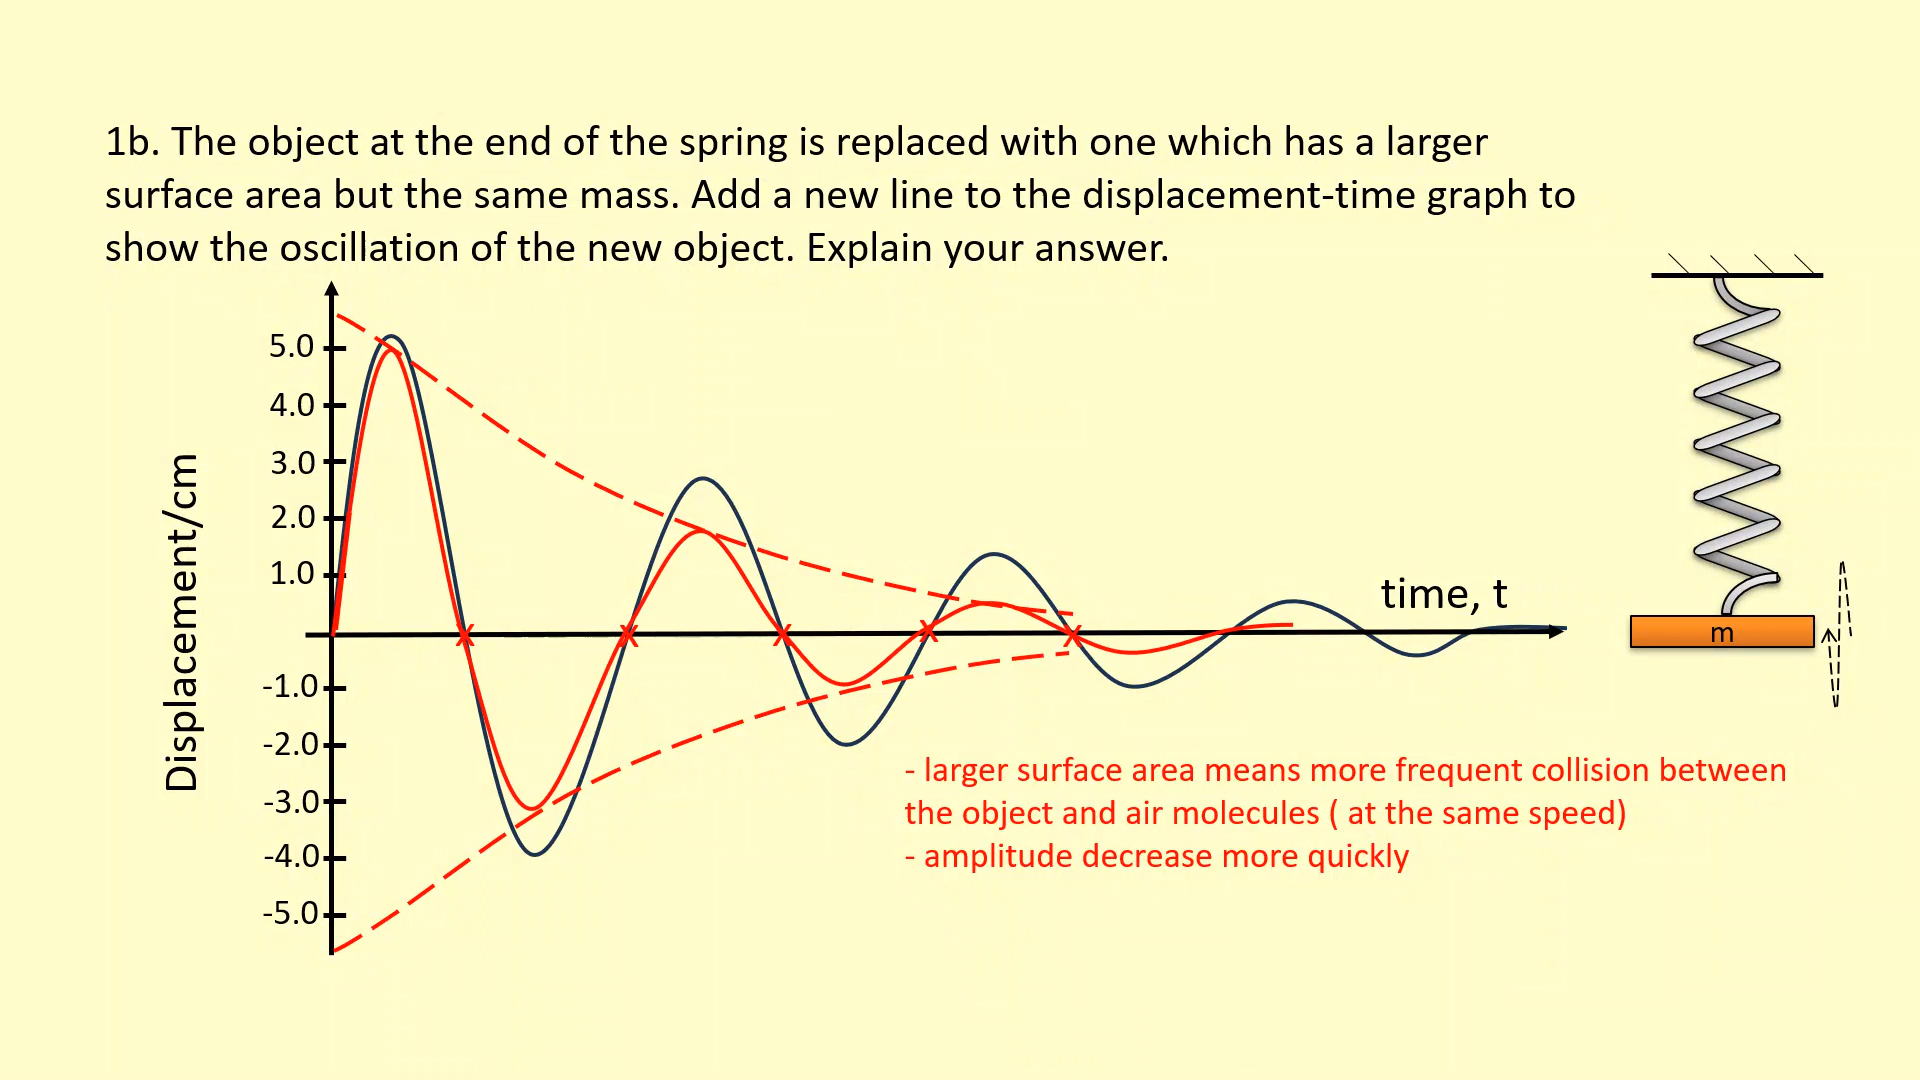 1b. The object at the end of the spring is replaced with one which has a larger
surface area but the same mass. Add a new line to the displacement-time graph to
show the oscillation of the new object. Explain your answer.
Displacement/cm
5.0
4.0
3.0
2.0
1.0
-1.0
-2.0
-3.0
-4.0
-5.0
X X X X X
time, t
m
- larger surface area means more frequent collision between
the object and air molecules ( at the same speed)
- amplitude decrease more quickly